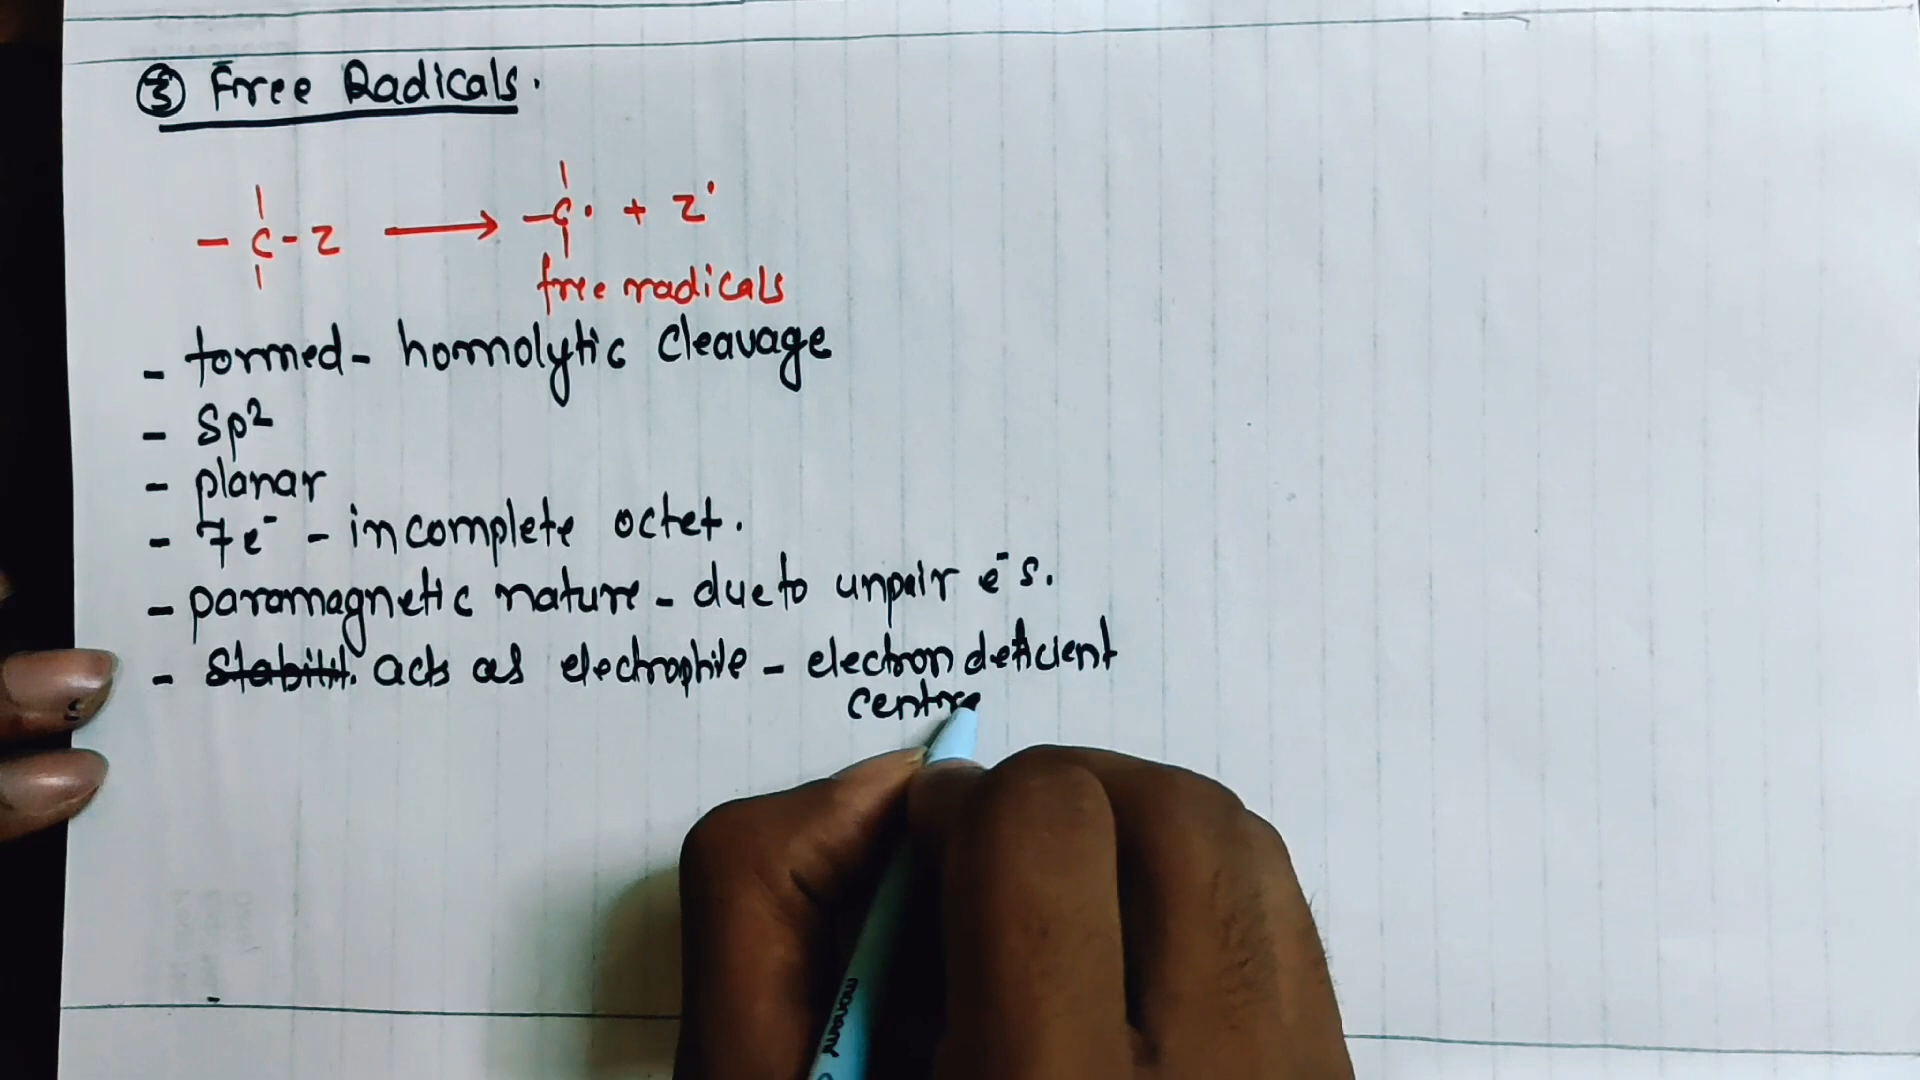 ③ Free Radicals.
- C - Z ⟶ - C • + Z•
free radicals
- formed - homolytic cleavage
- Sp²
- planar
- 7e⁻ - incomplete octet.
- paramagnetic nature - due to unpair e⁻s.
- Stabilit. acts as electrophile - electron deficient
centre